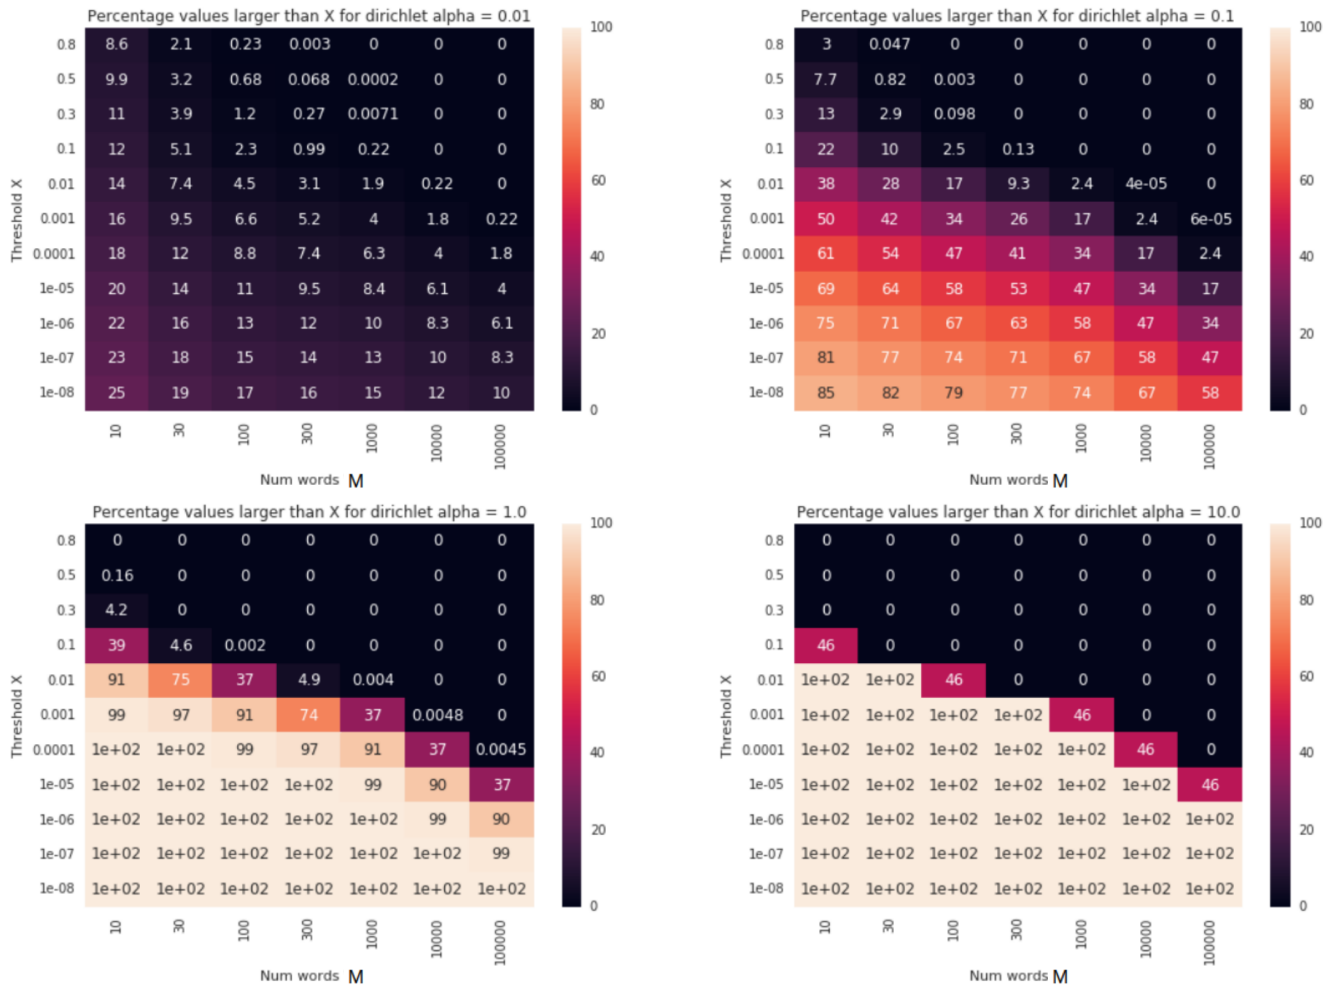 Percentage values larger than X for dirichlet alpha = 0.01
Threshold X
0.8 8.6 2.1 0.23 0.003 0 0 0
0.5 9.9 3.2 0.68 0.068 0.0002 0 0
0.3 11 3.9 1.2 0.27 0.0071 0 0
0.1 12 5.1 2.3 0.99 0.22 0 0
0.01 14 7.4 4.5 3.1 1.9 0.22 0
0.001 16 9.5 6.6 5.2 4 1.8 0.22
0.0001 18 12 8.8 7.4 6.3 4 1.8
1e-05 20 14 11 9.5 8.4 6.1 4
1e-06 22 16 13 12 10 8.3 6.1
1e-07 23 18 15 14 13 10 8.3
1e-08 25 19 17 16 15 12 10
10 30 100 300 1000 10000 100000
Num words M
100
80
60
40
20
0
Percentage values larger than X for dirichlet alpha = 0.1
Threshold X
0.8 3 0.047 0 0 0 0 0
0.5 7.7 0.82 0.003 0 0 0 0
0.3 13 2.9 0.098 0 0 0 0
0.1 22 10 2.5 0.13 0 0 0
0.01 38 28 17 9.3 2.4 4e-05 0
0.001 50 42 34 26 17 2.4 6e-05
0.0001 61 54 47 41 34 17 2.4
1e-05 69 64 58 53 47 34 17
1e-06 75 71 67 63 58 47 34
1e-07 81 77 74 71 67 58 47
1e-08 85 82 79 77 74 67 58
10 30 100 300 1000 10000 100000
Num words M
100
80
60
40
20
0
Percentage values larger than X for dirichlet alpha = 1.0
Threshold X
0.8 0 0 0 0 0 0 0
0.5 0.16 0 0 0 0 0 0
0.3 4.2 0 0 0 0 0 0
0.1 39 4.6 0.002 0 0 0 0
0.01 91 75 37 4.9 0.004 0 0
0.001 99 97 91 74 37 0.0048 0
0.0001 1e+02 1e+02 99 97 91 37 0.0045
1e-05 1e+02 1e+02 1e+02 1e+02 99 90 37
1e-06 1e+02 1e+02 1e+02 1e+02 1e+02 99 90
1e-07 1e+02 1e+02 1e+02 1e+02 1e+02 1e+02 99
1e-08 1e+02 1e+02 1e+02 1e+02 1e+02 1e+02 1e+02
10 30 100 300 1000 10000 100000
Num words M
100
80
60
40
20
0
Percentage values larger than X for dirichlet alpha = 10.0
Threshold X
0.8 0 0 0 0 0 0 0
0.5 0 0 0 0 0 0 0
0.3 0 0 0 0 0 0 0
0.1 46 0 0 0 0 0 0
0.01 1e+02 1e+02 46 0 0 0 0
0.001 1e+02 1e+02 1e+02 1e+02 46 0 0
0.0001 1e+02 1e+02 1e+02 1e+02 1e+02 46 0
1e-05 1e+02 1e+02 1e+02 1e+02 1e+02 1e+02 46
1e-06 1e+02 1e+02 1e+02 1e+02 1e+02 1e+02 1e+02
1e-07 1e+02 1e+02 1e+02 1e+02 1e+02 1e+02 1e+02
1e-08 1e+02 1e+02 1e+02 1e+02 1e+02 1e+02 1e+02
10 30 100 300 1000 10000 100000
Num words M
100
80
60
40
20
0